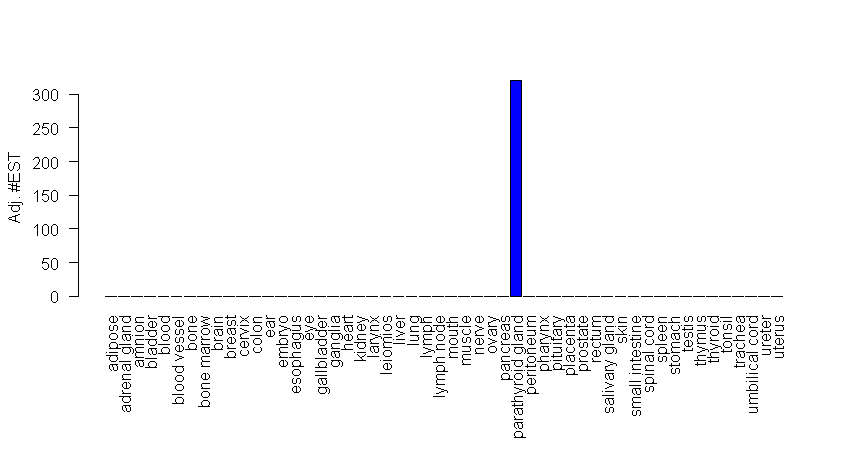 Adj. #EST
300
250
200
150
100
50
0
adipose
adrenal gland
amnion
bladder
blood
blood vessel
bone
bone marrow
brain
breast
cervix
colon
ear
embryo
esophagus
eye
gallbladder
ganglia
heart
kidney
larynx
leiomios
liver
lung
lymph
lymph node
mouth
muscle
nerve
ovary
pancreas
parathyroid gland
peritoneum
pharynx
pituitary
placenta
prostate
rectum
salivary gland
skin
small intestine
spinal cord
spleen
stomach
testis
thymus
thyroid
tonsil
trachea
umbilical cord
ureter
uterus